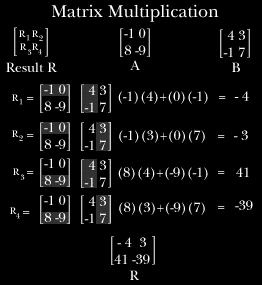 Matrix Multiplication
[R1 R2 [-1 0 [4 3
R3 R4] 8 -9] -1 7]
Result R A B
R1 = [-1 0 [4 3 (-1)(4)+(0)(-1) = -4
8 -9] -1 7]
R2 = [-1 0 [4 3 (-1)(3)+(0)(7) = -3
8 -9] -1 7]
R3 = [-1 0 [4 3 (8)(4)+(-9)(-1) = 41
8 -9] -1 7]
R4 = [-1 0 [4 3 (8)(3)+(-9)(7) = -39
8 -9] -1 7]
[-4 3
41 -39]
R